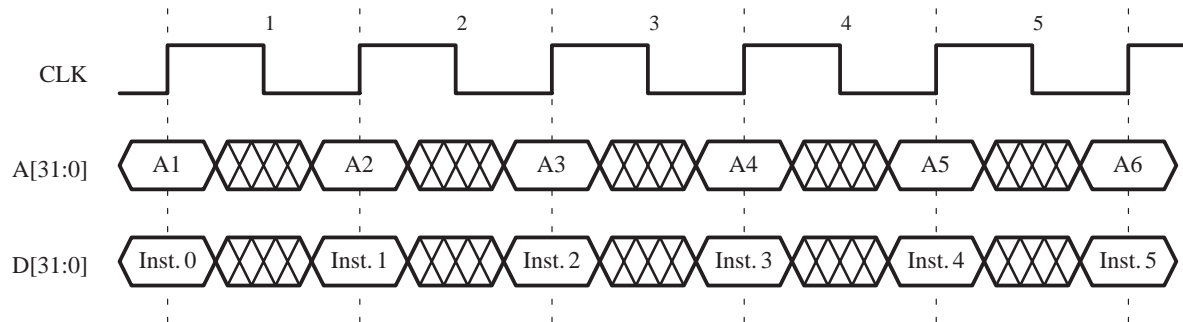 1 2 3 4 5
CLK
A[31:0] A1 A2 A3 A4 A5 A6
D[31:0] Inst. 0 Inst. 1 Inst. 2 Inst. 3 Inst. 4 Inst. 5